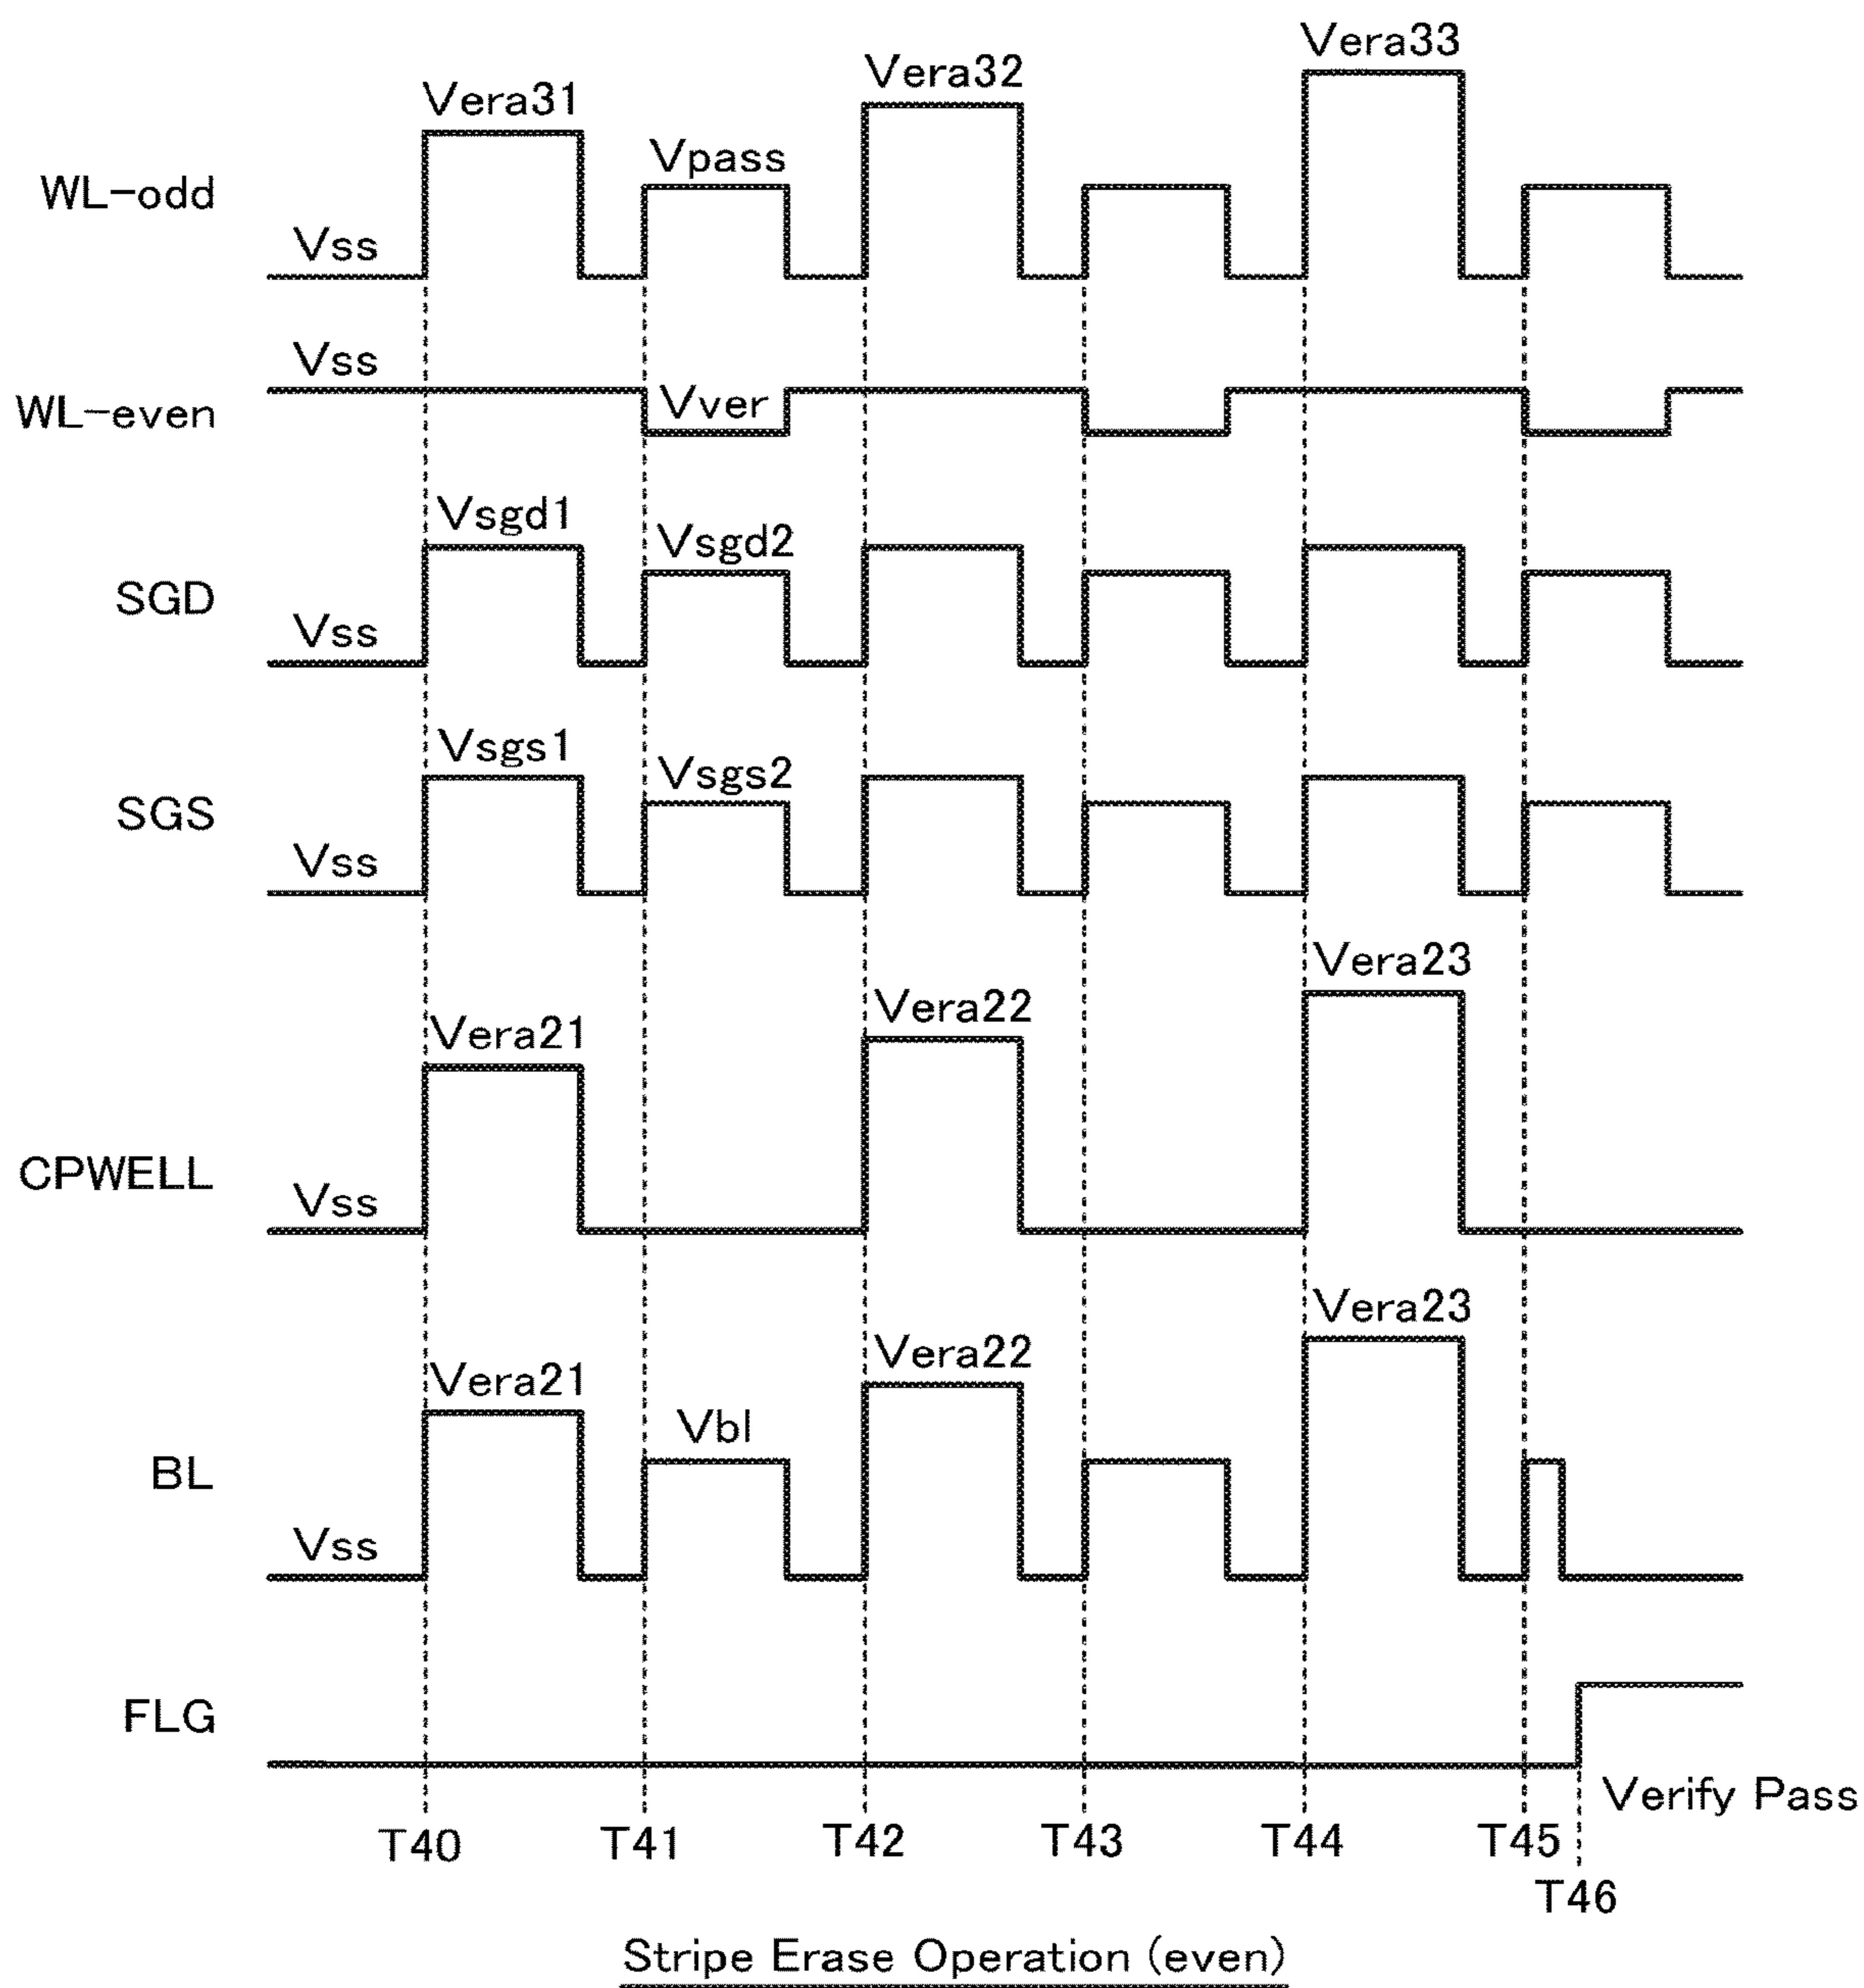 Vera33
Vera32
Vera31
Vpass
WL-odd
Vss
Vss
Vver
WL-even
Vsgd1
Vsgd2
SGD
Vss
Vsgs1
Vsgs2
SGS
Vss
Vera23
Vera22
Vera21
CPWELL
Vss
Vera23
Vera22
Vera21
Vbl
BL
Vss
FLG
Verify Pass
T40 T41 T42 T43 T44 T45
T46
Stripe Erase Operation (even)